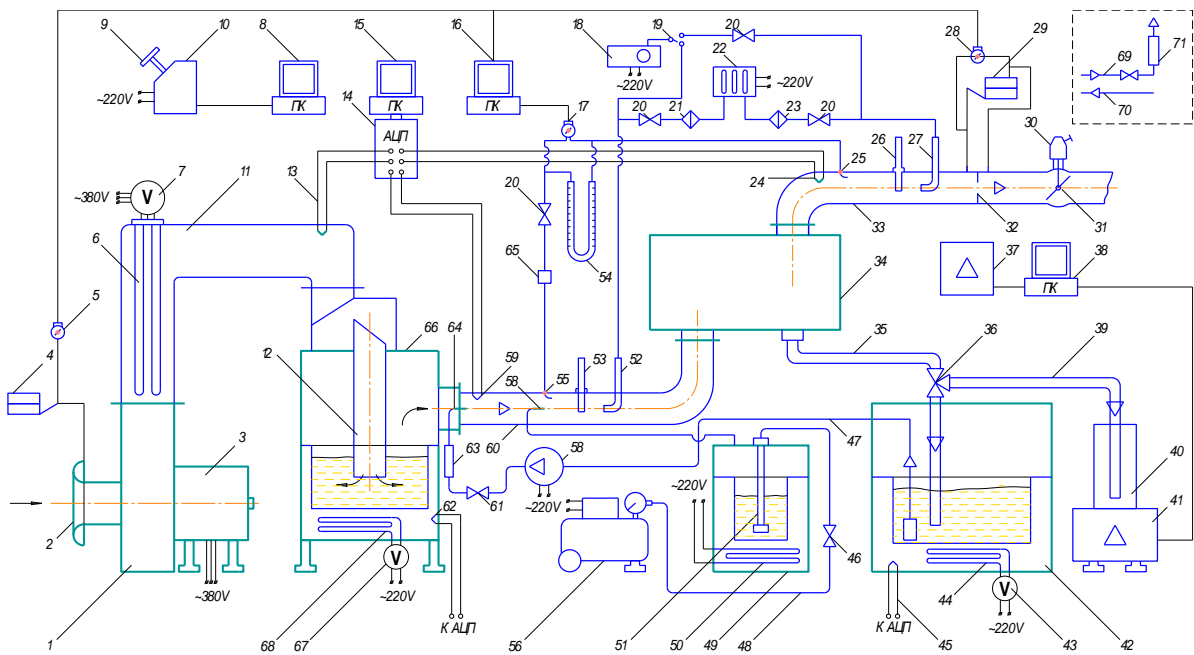 9 10 8 15 16 18 19 20 28 29
69 71
70
~220V ПК ПК ПК ~220V 17 22 ~220V
14 АЦП 20 21 23 20 26 27 30
13 24 25
7 11 V ~380V
6 20 54 33 32 31
65 34 37 38
ПК
5
4 12 66 64 59 58 55 53 52 35 36 39
3 60 47
63 58 40
2 ~220V 61 62 ~220V 46 41
~380V V ~220V 44 V ~220V
К АЦП К АЦП
1 68 67 56 51 50 49 48 45 43 42